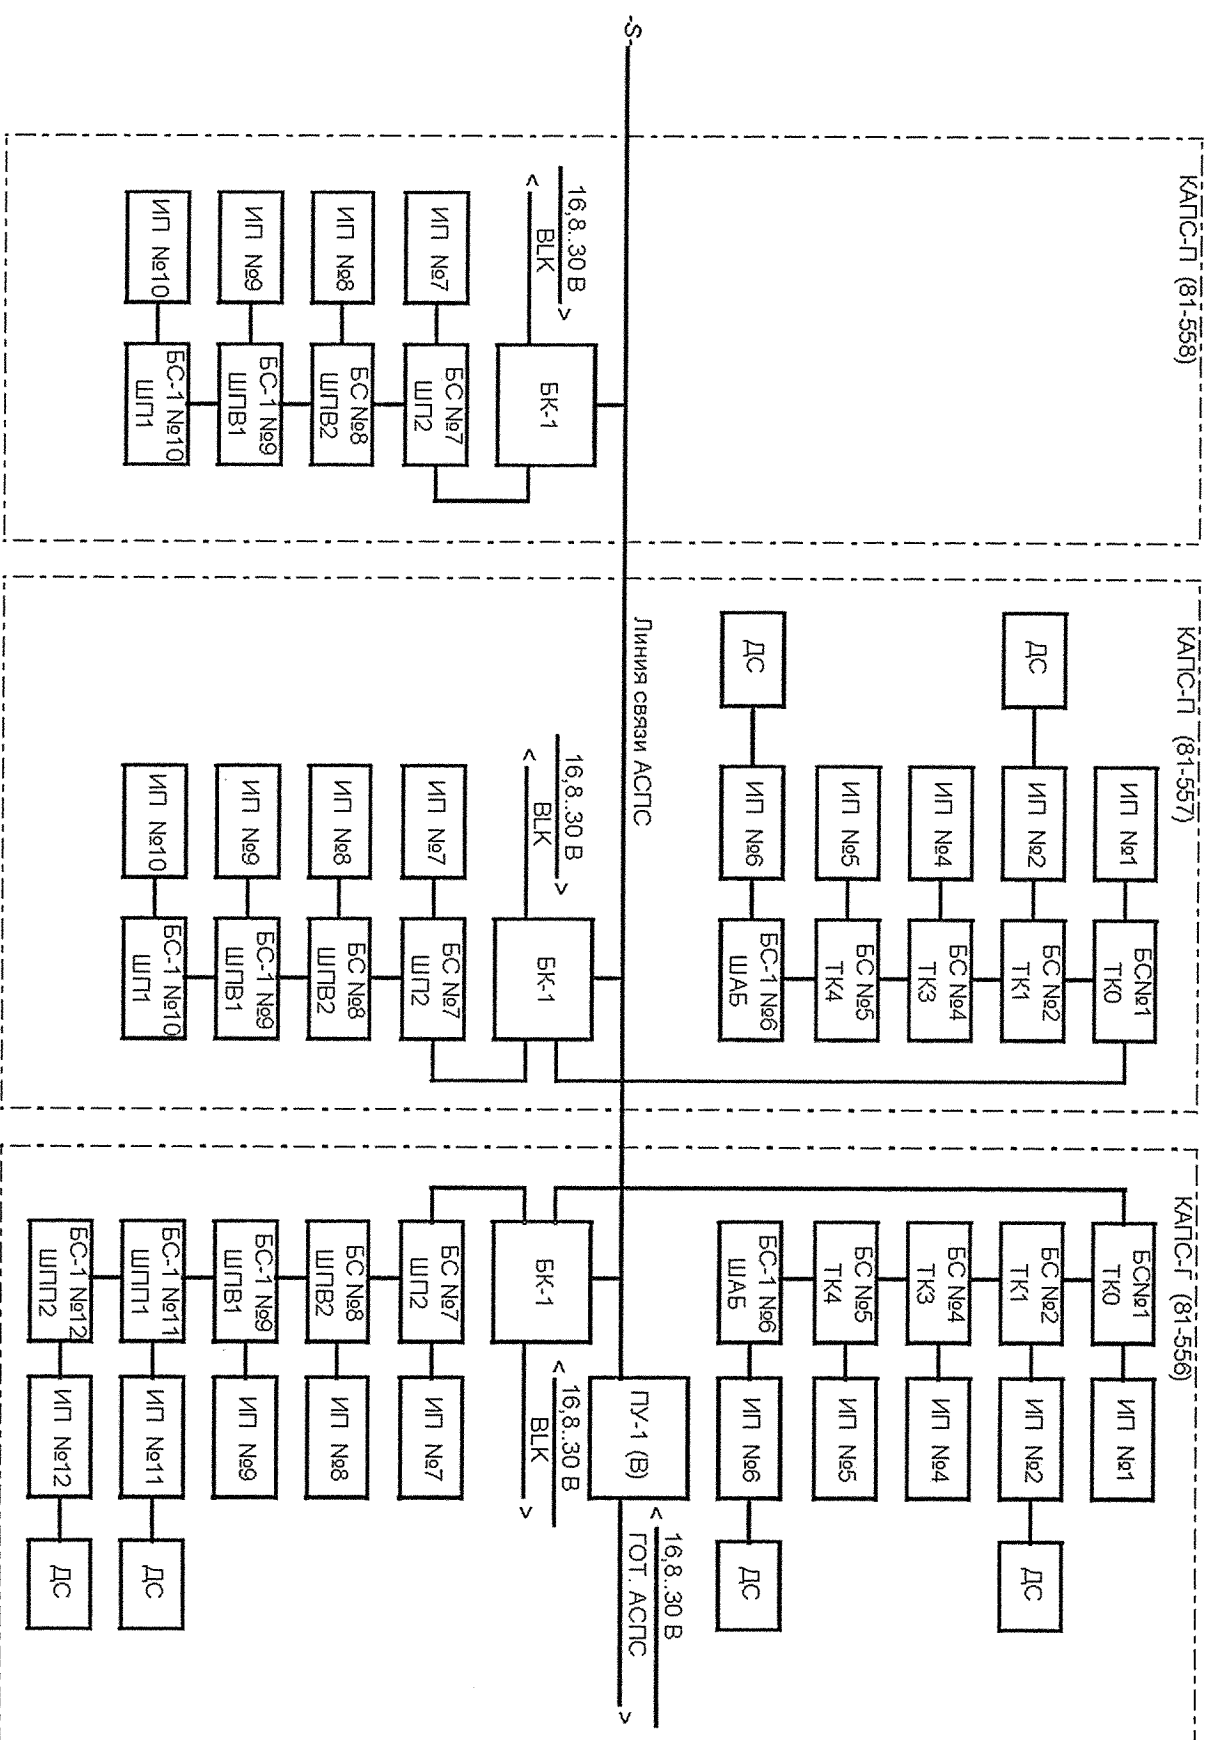 -S-
КАПС-П (81-558)
16,8..30 В
BLK
БК-1
ИП №7
БС №7
ШП2
ИП №8
БС №8
ШПВ2
ИП №9
БС-1 №9
ШПВ1
ИП №10
БС-1 №10
ШП1
КАПС-П (81-557)
ИП №1
БС№1
ТК0
ДС
ИП №2
БС №2
ТК1
ИП №4
БС №4
ТК3
ИП №5
БС №5
ТК4
ДС
ИП №6
БС-1 №6
ШАБ
Линия связи АСПС
16,8..30 В
BLK
БК-1
ИП №7
БС №7
ШП2
ИП №8
БС №8
ШПВ2
ИП №9
БС-1 №9
ШПВ1
ИП №10
БС-1 №10
ШП1
КАПС-Г (81-556)
БС№1
ТК0
ИП №1
БС №2
ТК1
ИП №2
ДС
БС №4
ТК3
ИП №4
БС №5
ТК4
ИП №5
БС-1 №6
ШАБ
ИП №6
ДС
ПУ-1 (В)
16,8..30 В
ГОТ. АСПС
БК-1
16,8..30 В
BLK
БС №7
ШП2
ИП №7
БС №8
ШПВ2
ИП №8
БС-1 №9
ШПВ1
ИП №9
БС-1 №11
ШПП1
ИП №11
ДС
БС-1 №12
ШПП2
ИП №12
ДС